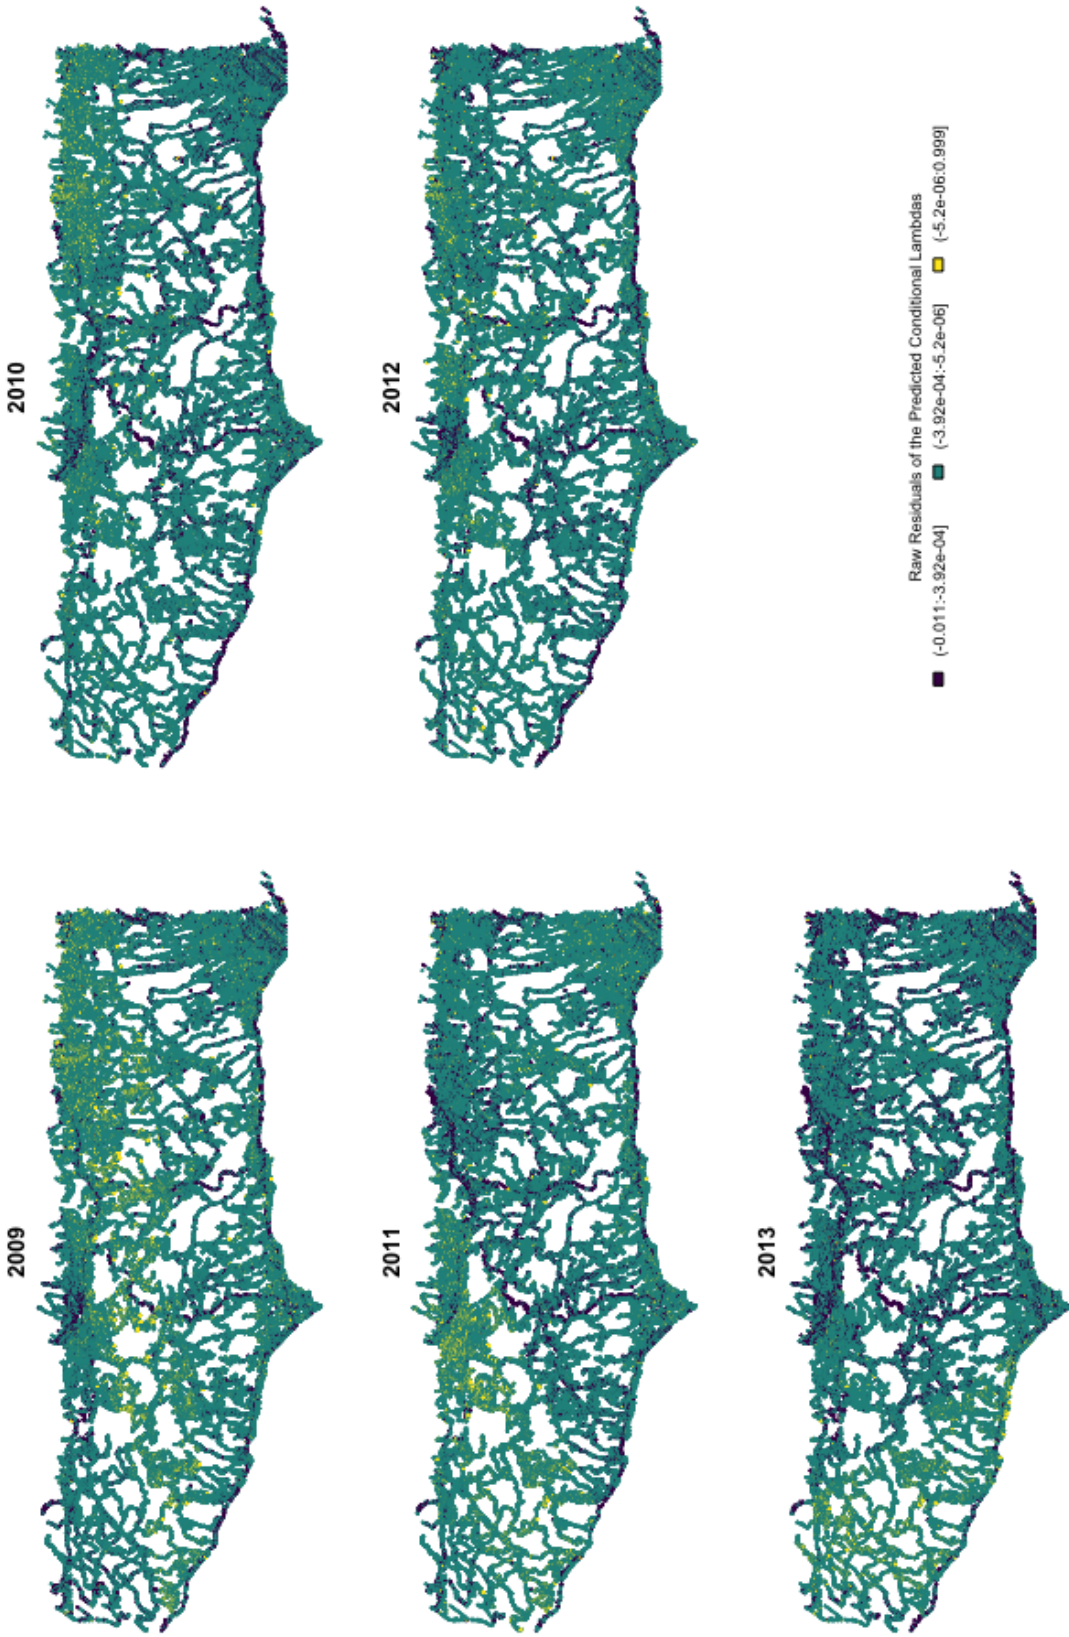 2009
2010
2011
2012
2013
Raw Residuals of the Predicted Conditional Lambdas
(-0.011:-3.92e-04] (-3.92e-04:-5.2e-06] (-5.2e-06:0.999]